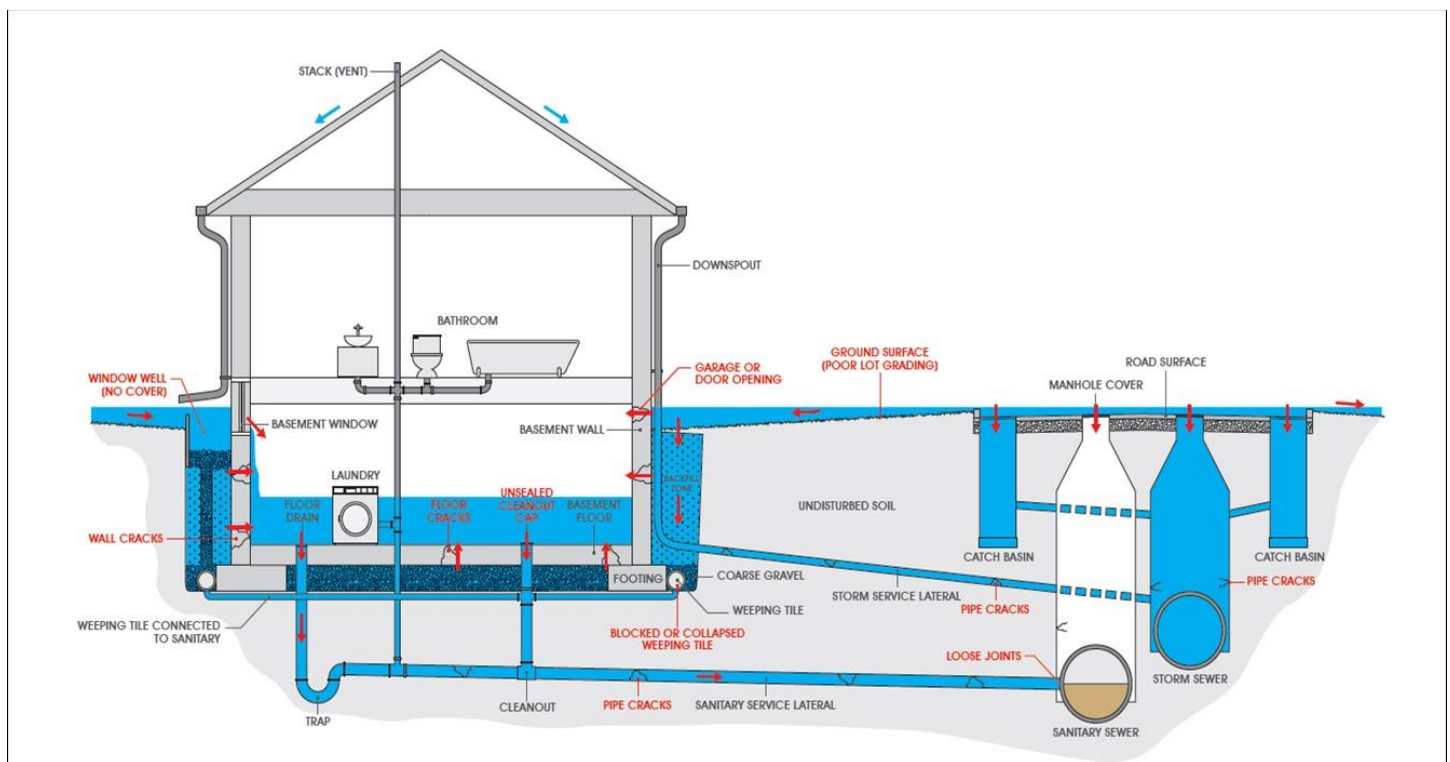 STACK (VENT)
DOWNSPOUT
BATHROOM
WINDOW WELL
(NO COVER)
GARAGE OR
DOOR OPENING
GROUND SURFACE
(POOR LOT GRADING)
ROAD SURFACE
MANHOLE COVER
BASEMENT WINDOW
BASEMENT WALL
LAUNDRY
FLOOR
DRAIN
FLOOR
CRACKS
UNSEALED
CLEANOUT
CAP
BASEMENT
FLOOR
BACKFILL
ZONE
UNDISTURBED SOIL
WALL CRACKS
CATCH BASIN
CATCH BASIN
FOOTING
COARSE GRAVEL
STORM SERVICE LATERAL
PIPE CRACKS
PIPE CRACKS
WEEPING TILE
WEEPING TILE CONNECTED
TO SANITARY
BLOCKED OR COLLAPSED
WEEPING TILE
LOOSE JOINTS
STORM SEWER
TRAP
CLEANOUT
PIPE CRACKS
SANITARY SERVICE LATERAL
SANITARY SEWER